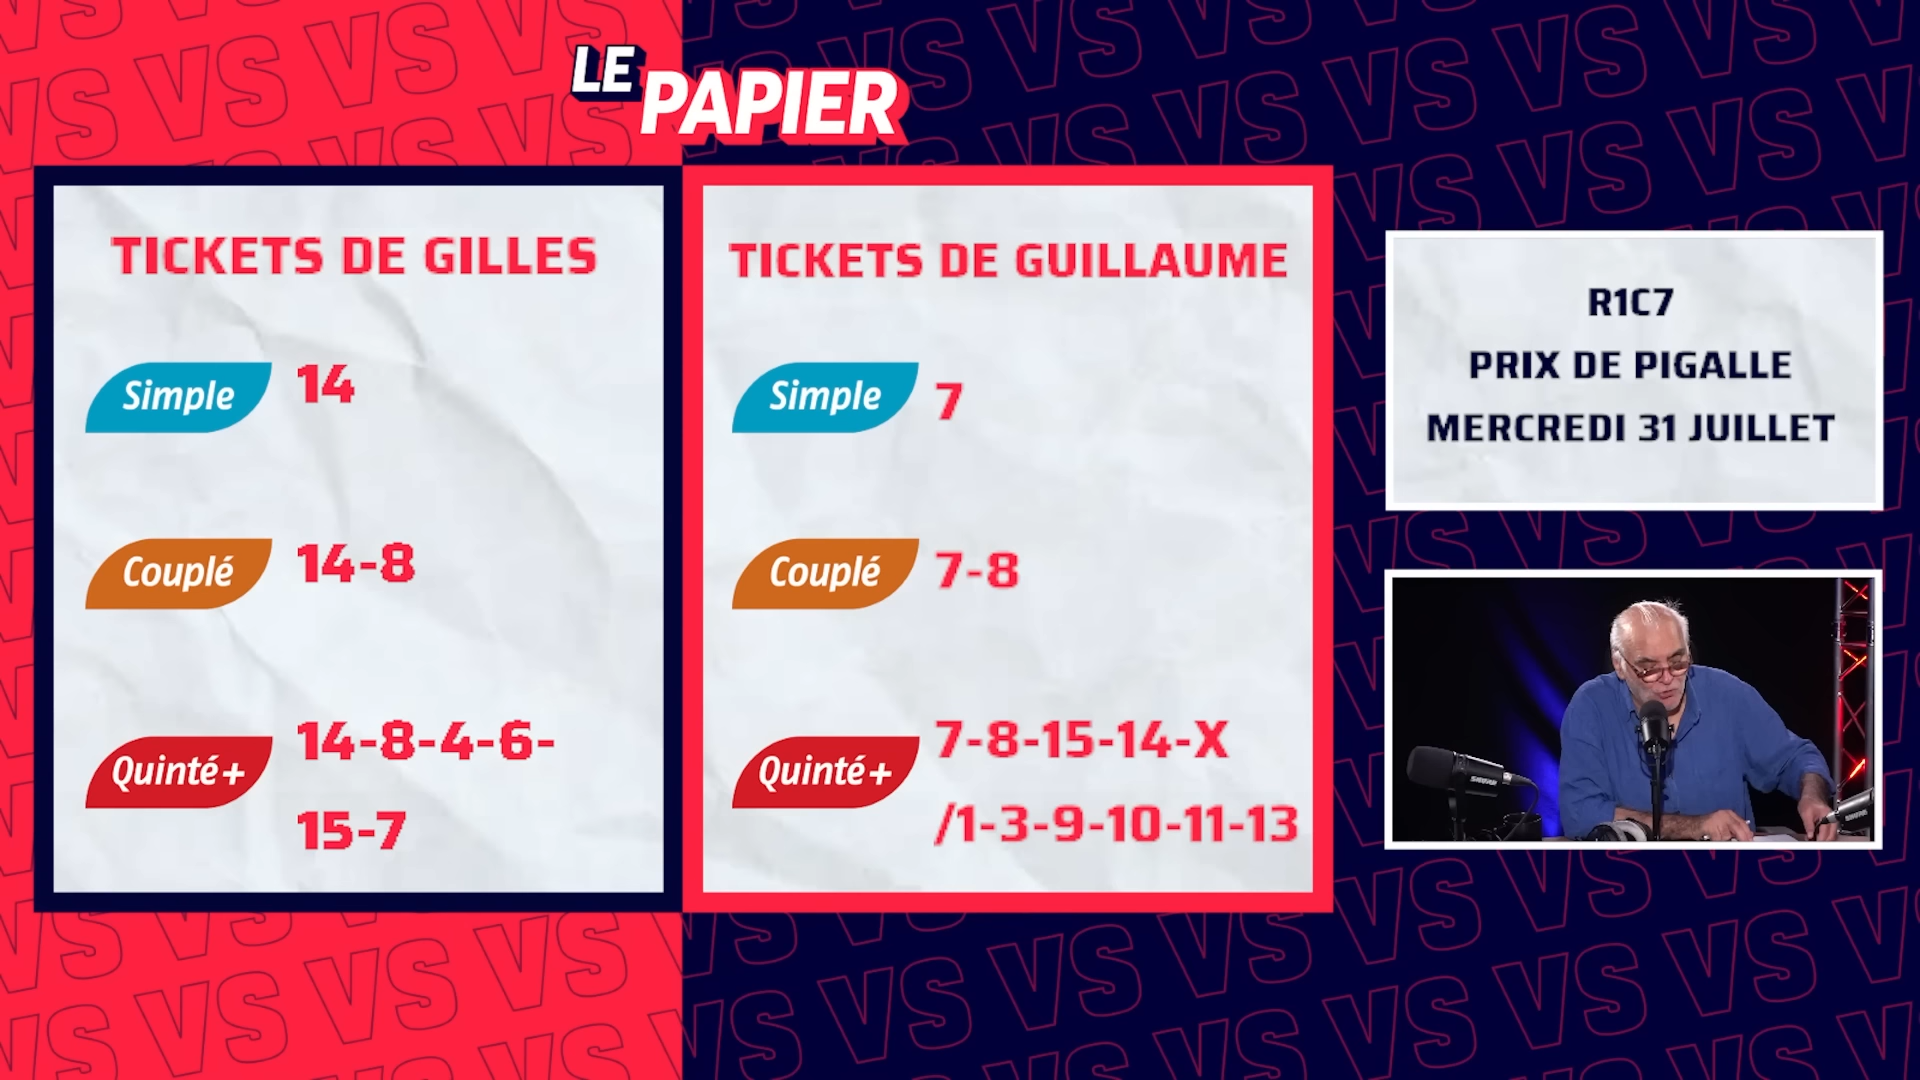 LE
PAPIER
TICKETS DE GILLES
Simple 14
Couplé 14-8
Quinté+ 14-8-4-6-
15-7
TICKETS DE GUILLAUME
Simple 7
Couplé 7-8
Quinté+ 7-8-15-14-X
/1-3-9-10-11-13
R1C7
PRIX DE PIGALLE
MERCREDI 31 JUILLET
SHURE